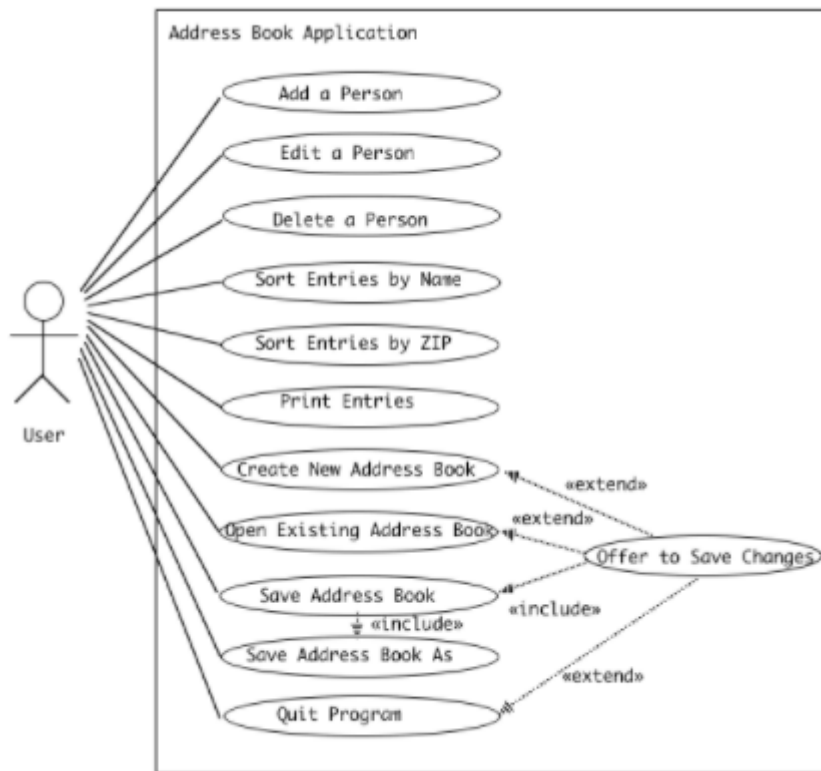 Address Book Application
Add a Person
Edit a Person
Delete a Person
Sort Entries by Name
Sort Entries by ZIP
Print Entries
User
Create New Address Book
«extend»
«extend»
Open Existing Address Book
Offer to Save Changes
Save Address Book
«include»
«include»
Save Address Book As
«extend»
Quit Program